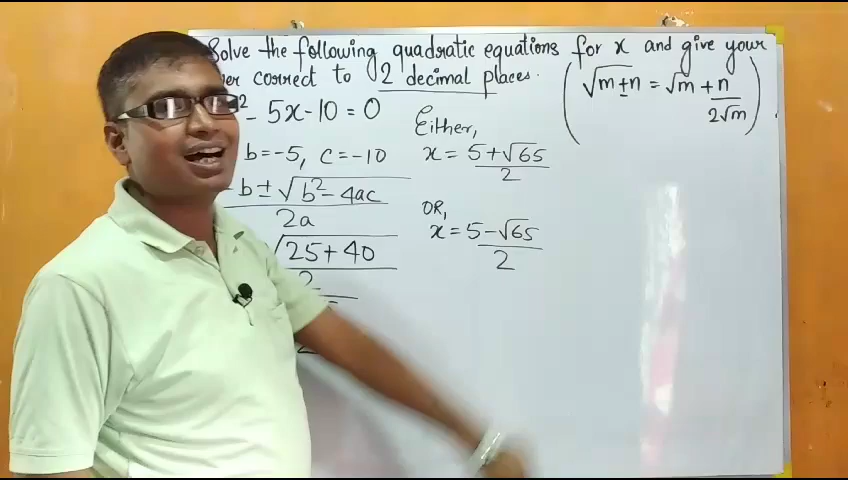 Solve the following quadratic equations for x and give your
correct to 2 decimal places.
(√m±n = √m + n/2√m)
² - 5x-10 = 0
b=-5, c=-10
-b ± √b²-4ac
2a
√25+40
2
Either,
x = 5+√65
2
OR,
x = 5-√65
2